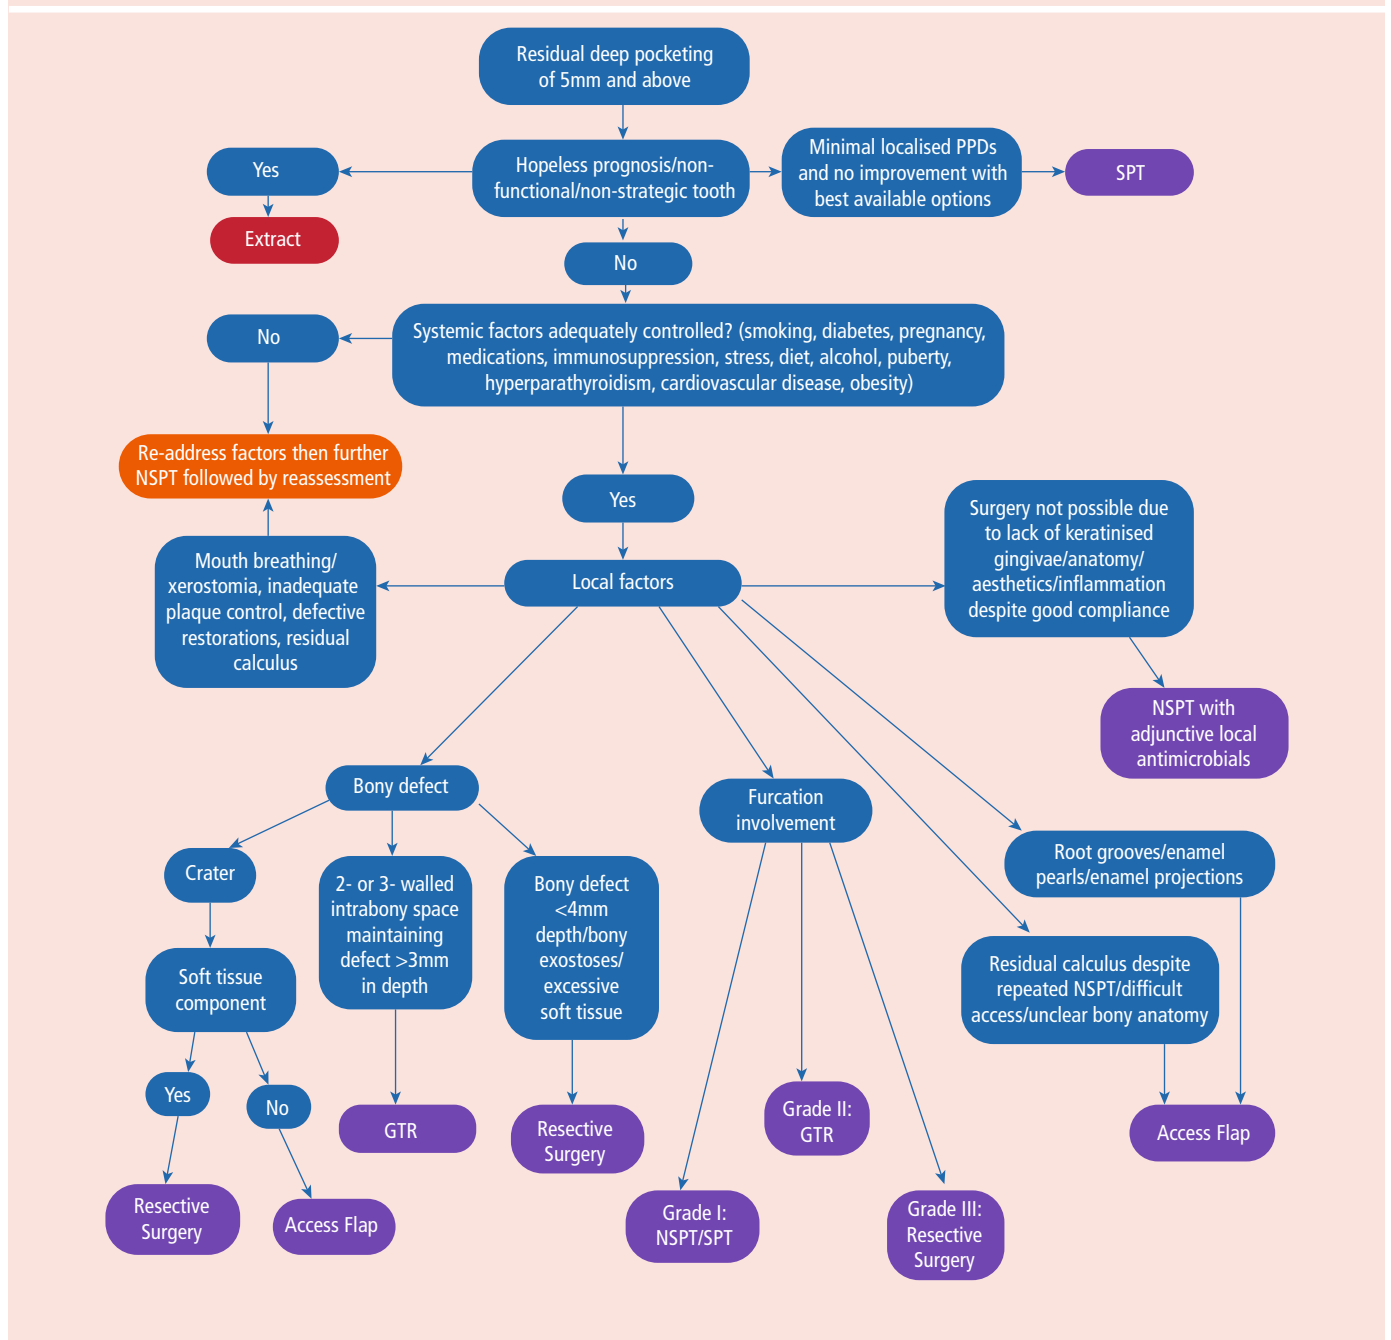 Residual deep pocketing
of 5mm and above
Yes
Hopeless prognosis/non-
functional/non-strategic tooth
Minimal localised PPDs
and no improvement with
best available options
SPT
Extract
No
No
Systemic factors adequately controlled? (smoking, diabetes, pregnancy,
medications, immunosuppression, stress, diet, alcohol, puberty,
hyperparathyroidism, cardiovascular disease, obesity)
Re-address factors then further
NSPT followed by reassessment
Yes
Surgery not possible due
to lack of keratinised
gingivae/anatomy/
aesthetics/inflammation
despite good compliance
Mouth breathing/
xerostomia, inadequate
plaque control, defective
restorations, residual
calculus
Local factors
NSPT with
adjunctive local
antimicrobials
Bony defect
Furcation
involvement
Root grooves/enamel
pearls/enamel projections
Crater
2- or 3- walled
intrabony space
maintaining
defect >3mm
in depth
Bony defect
<4mm
depth/bony
exostoses/
excessive
soft tissue
Residual calculus despite
repeated NSPT/difficult
access/unclear bony anatomy
Soft tissue
component
Yes
No
GTR
Resective
Surgery
Grade II:
GTR
Access Flap
Resective
Surgery
Access Flap
Grade I:
NSPT/SPT
Grade III:
Resective
Surgery